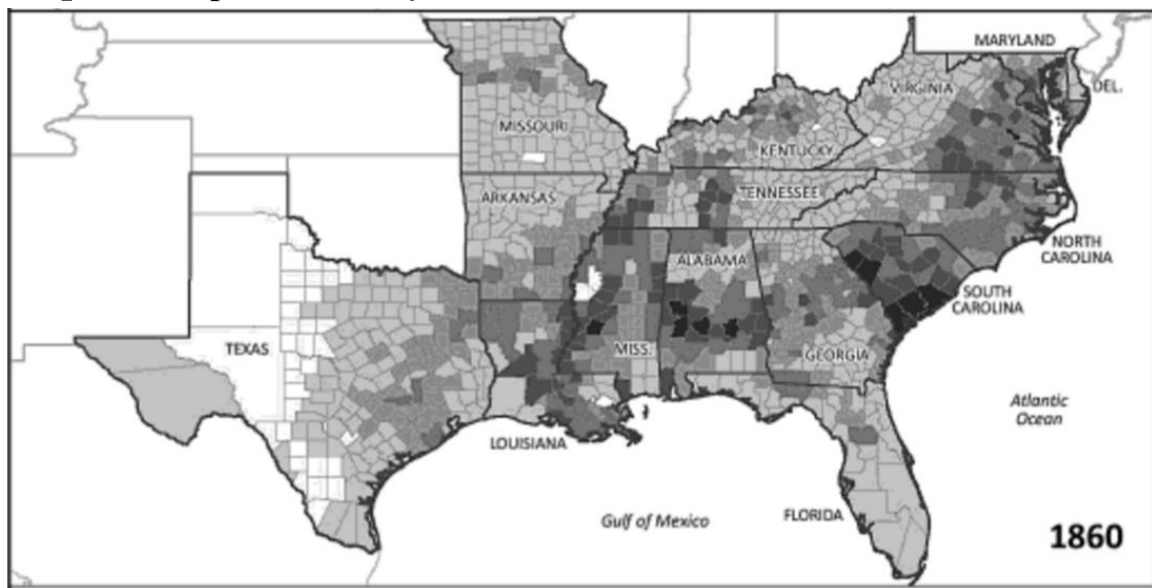 MARYLAND
DEL.
VIRGINIA
MISSOURI
KENTUCKY
ARKANSAS
TENNESSEE
NORTH
CAROLINA
ALABAMA
SOUTH
CAROLINA
TEXAS
MISS.
GEORGIA
Atlantic
Ocean
LOUISIANA
Gulf of Mexico
FLORIDA
1860